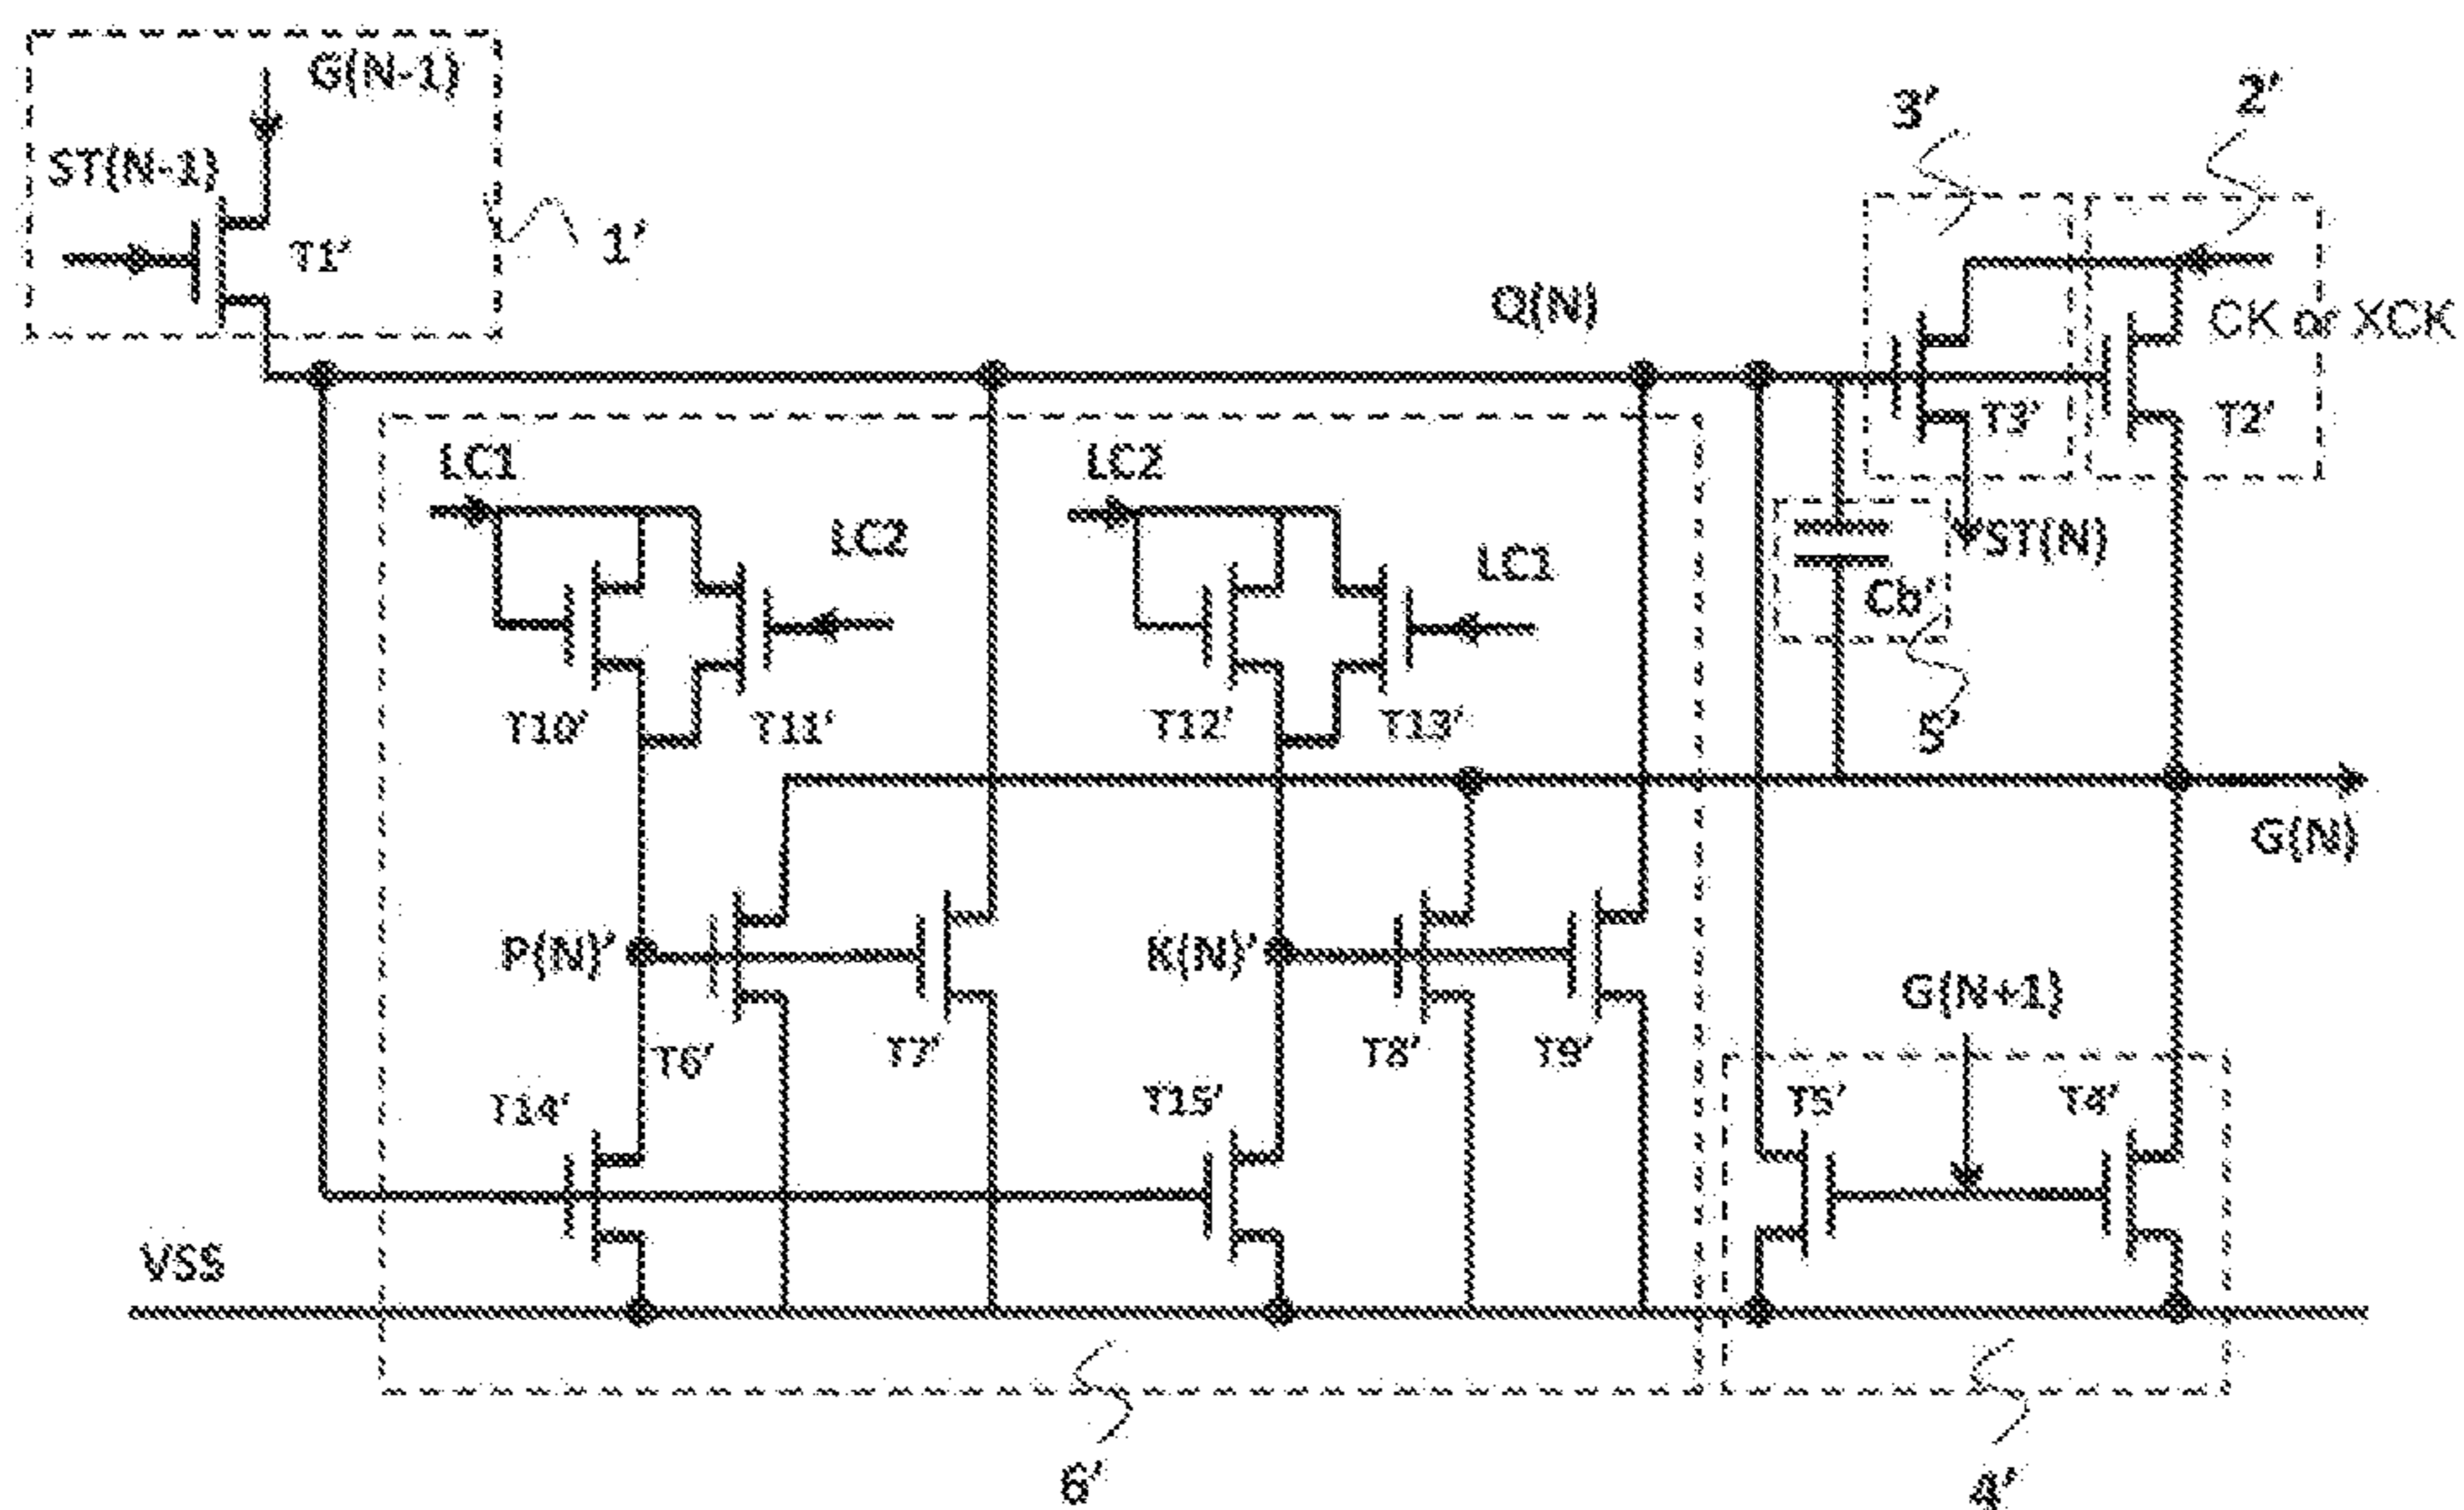 G(N-1)
ST(N-1)
T1'
1'
3'
2'
Q(N)
CK or XCK
T3'
T2'
LC1
LC2
LC2
LC1
ST(N)
Cb'
T10'
T11'
T12'
T13'
5'
G(N)
P(N)'
K(N)'
G(N+1)
T6'
T7'
T8'
T9'
T14'
T15'
T5'
T4'
VSS
6'
4'